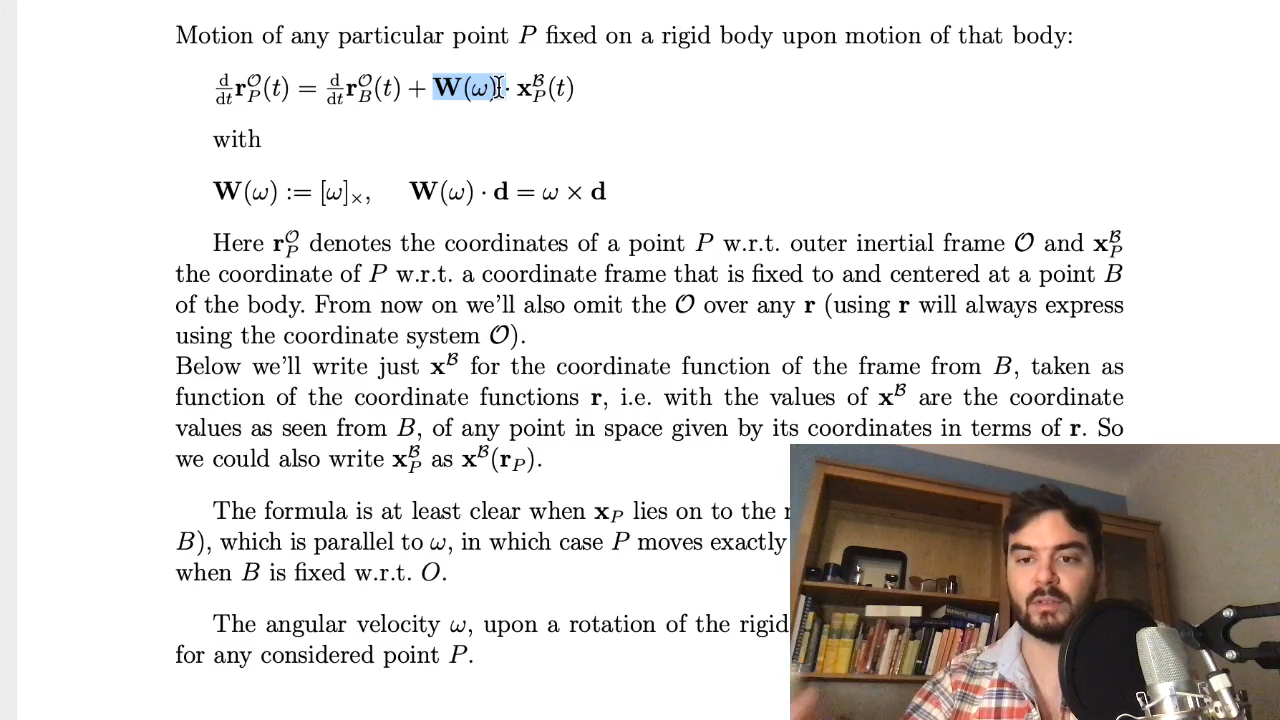 Motion of any particular point P fixed on a rigid body upon motion of that body:
d/dt r_P^𝒪(t) = d/dt r_B^𝒪(t) + W(ω) · x_P^ℬ(t)
with
W(ω) := [ω]_×, W(ω) · d = ω × d
Here r_P^𝒪 denotes the coordinates of a point P w.r.t. outer inertial frame 𝒪 and x_P^ℬ
the coordinate of P w.r.t. a coordinate frame that is fixed to and centered at a point B
of the body. From now on we'll also omit the 𝒪 over any r (using r will always express
using the coordinate system 𝒪).
Below we'll write just x^ℬ for the coordinate function of the frame from B, taken as
function of the coordinate functions r, i.e. with the values of x^ℬ are the coordinate
values as seen from B, of any point in space given by its coordinates in terms of r. So
we could also write x_P^ℬ as x^ℬ(r_P).
The formula is at least clear when x_P lies on to the
B), which is parallel to ω, in which case P moves exactly
when B is fixed w.r.t. O.
The angular velocity ω, upon a rotation of the rigid
for any considered point P.